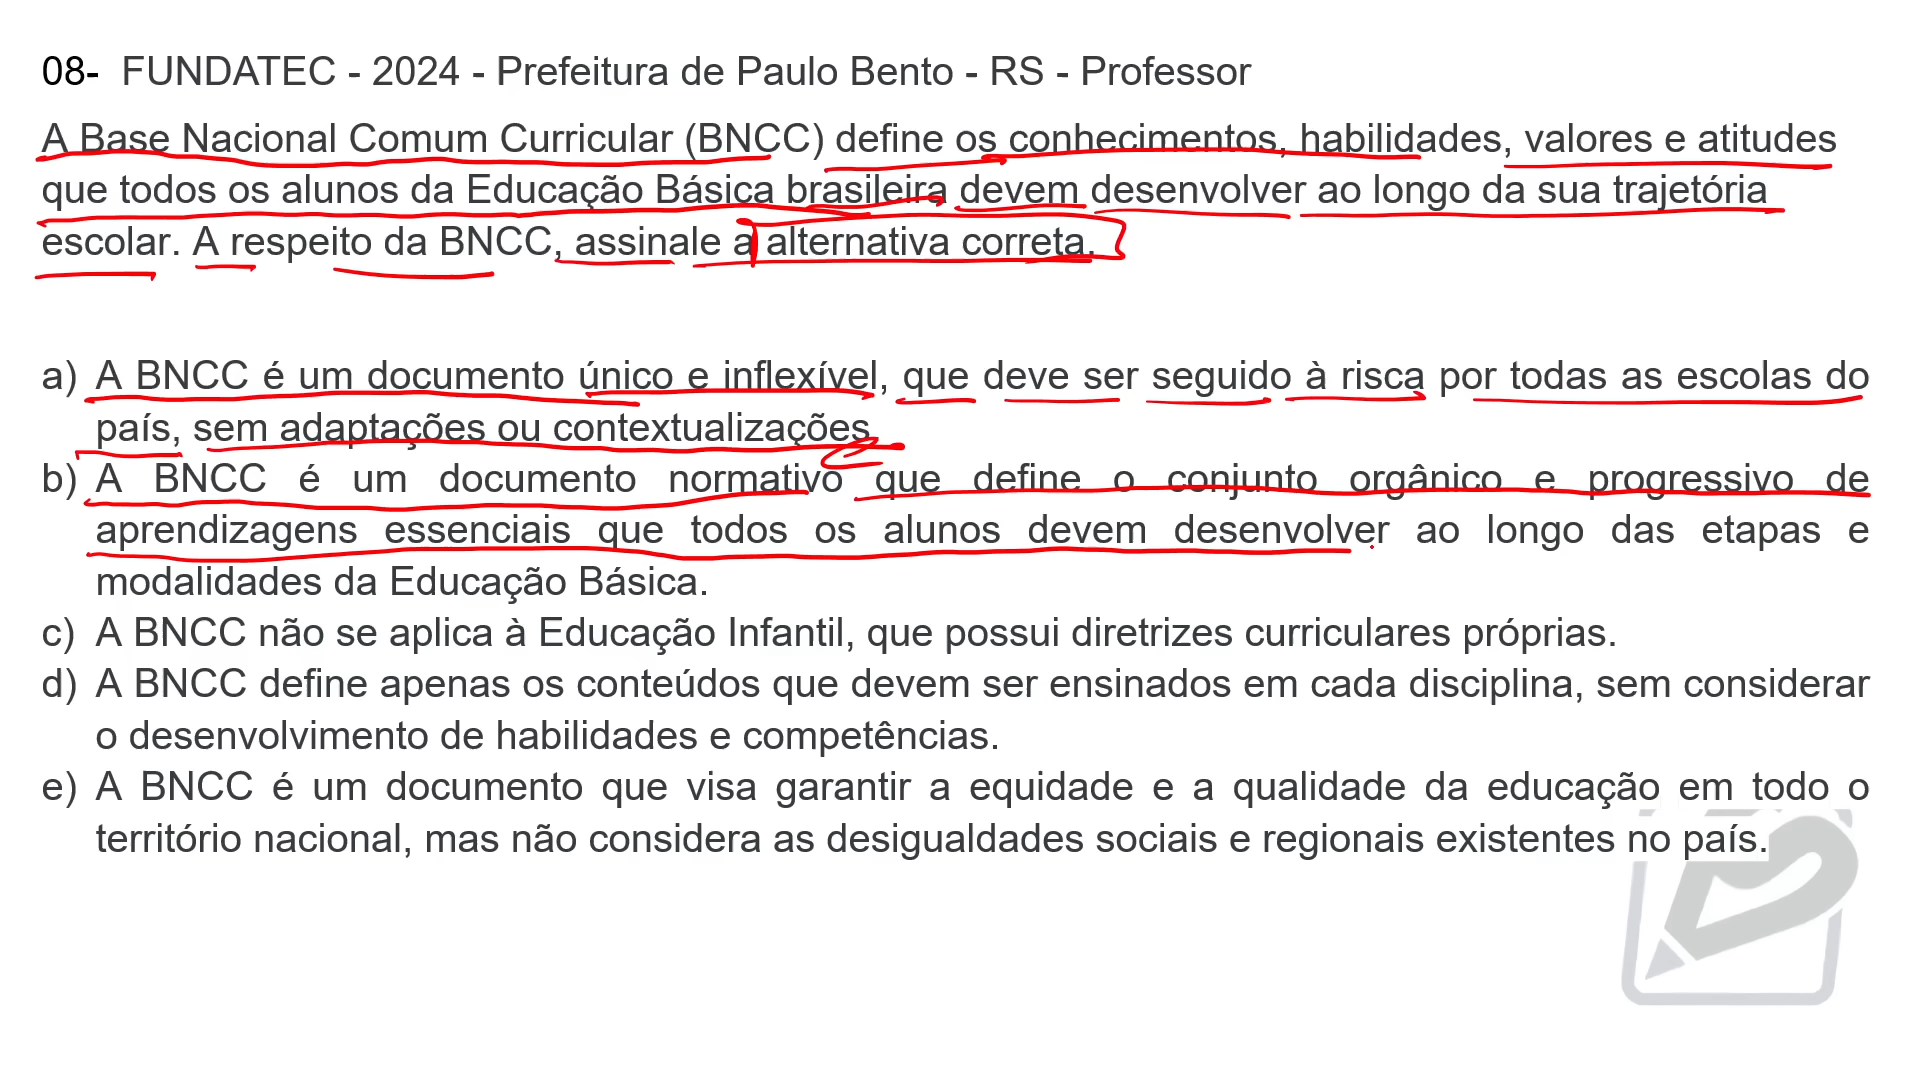 08- FUNDATEC - 2024 - Prefeitura de Paulo Bento - RS - Professor
A Base Nacional Comum Curricular (BNCC) define os conhecimentos, habilidades, valores e atitudes
que todos os alunos da Educação Básica brasileira devem desenvolver ao longo da sua trajetória
escolar. A respeito da BNCC, assinale a alternativa correta.
a) A BNCC é um documento único e inflexível, que deve ser seguido à risca por todas as escolas do
país, sem adaptações ou contextualizações.
b) A BNCC é um documento normativo que define o conjunto orgânico e progressivo de
aprendizagens essenciais que todos os alunos devem desenvolver ao longo das etapas e
modalidades da Educação Básica.
c) A BNCC não se aplica à Educação Infantil, que possui diretrizes curriculares próprias.
d) A BNCC define apenas os conteúdos que devem ser ensinados em cada disciplina, sem considerar
o desenvolvimento de habilidades e competências.
e) A BNCC é um documento que visa garantir a equidade e a qualidade da educação em todo o
território nacional, mas não considera as desigualdades sociais e regionais existentes no país.